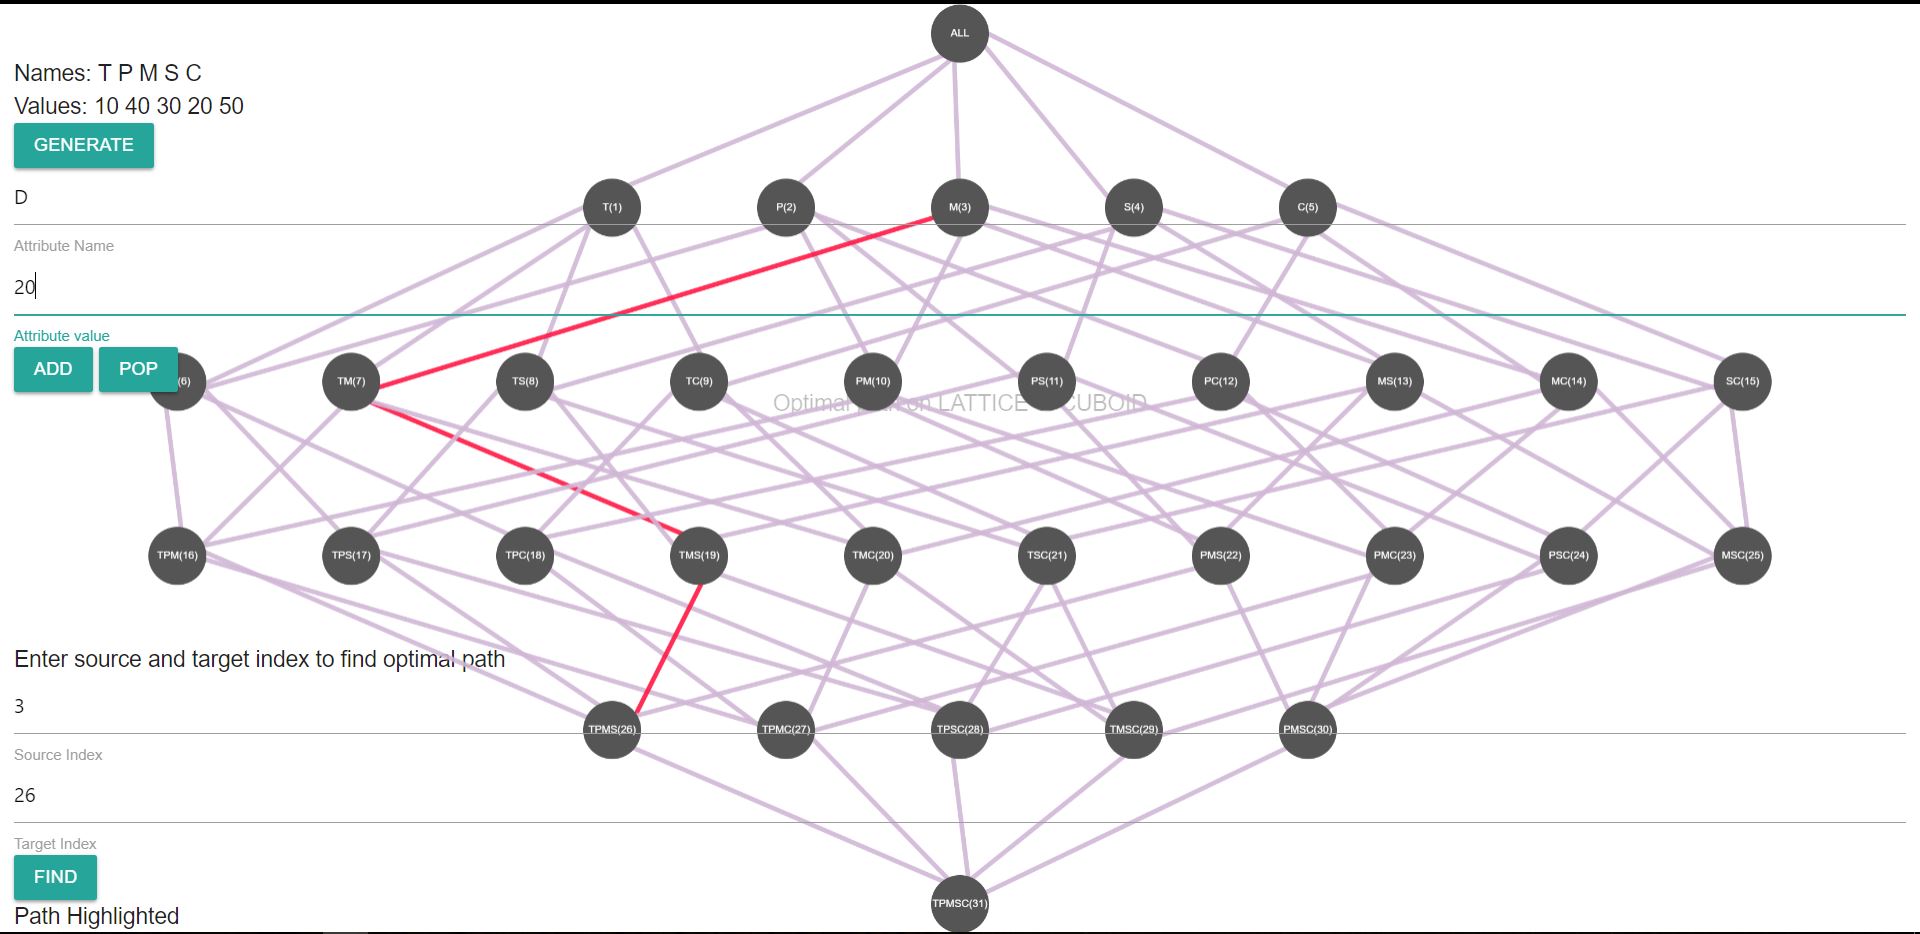 ALL
Names: T P M S C
Values: 10 40 30 20 50
GENERATE
D
T(1) P(2) M(3) S(4) C(5)
Attribute Name
20
Attribute value
ADD POP (6) TM(7) TS(8) TC(9) PM(10) PS(11) PC(12) MS(13) MC(14) SC(15)
Optimal on LATTICE CUBOID
TPM(16) TPS(17) TPC(18) TMS(19) TMC(20) TSC(21) PMS(22) PMC(23) PSC(24) MSC(25)
Enter source and target index to find optimal path
3
TPMS(26) TPMC(27) TPSC(28) TMSC(29) PMSC(30)
Source Index
26
Target Index
FIND
TPMSC(31)
Path Highlighted